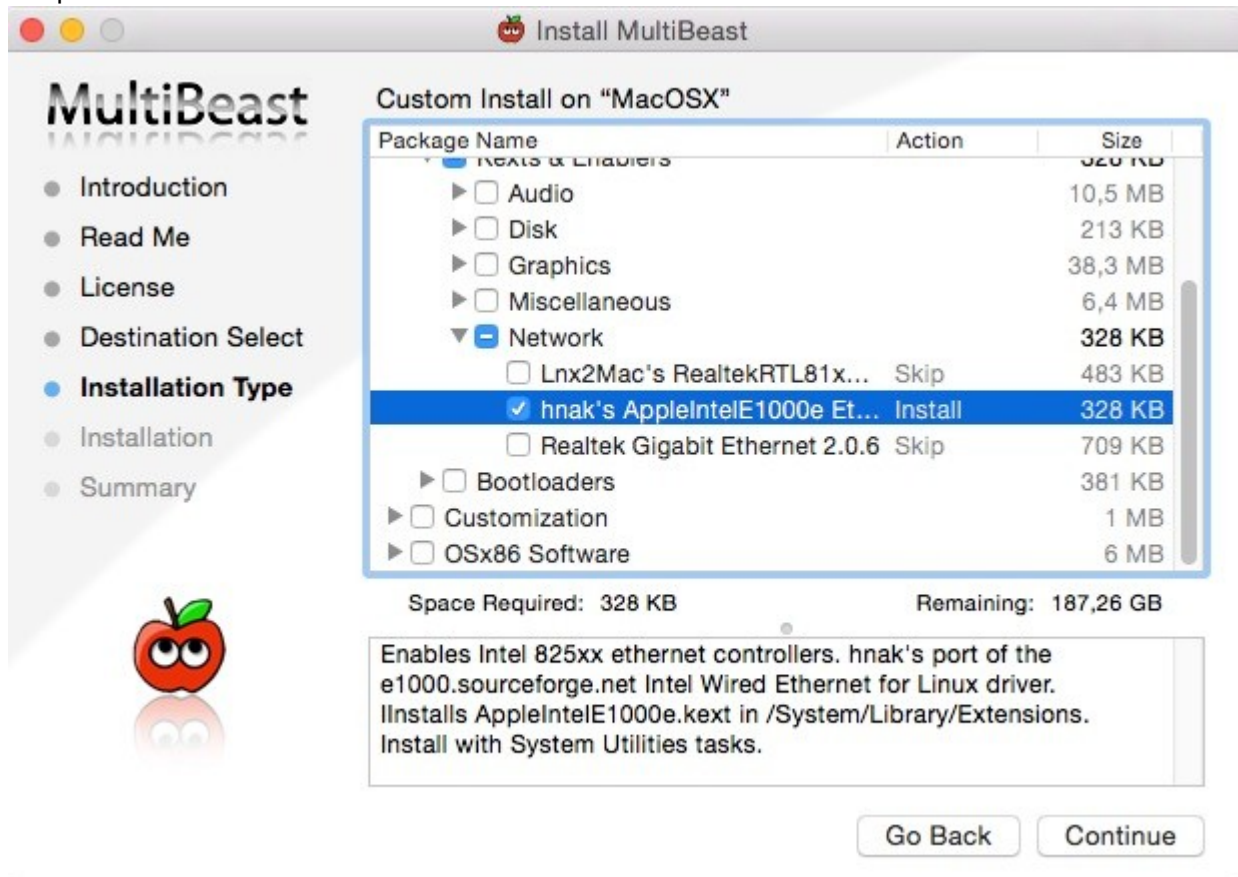 Install MultiBeast
MultiBeast
Introduction
Read Me
License
Destination Select
Installation Type
Installation
Summary
Custom Install on “MacOSX”
Package Name Action Size
Kexts & Enablers 328 KB
Audio 10,5 MB
Disk 213 KB
Graphics 38,3 MB
Miscellaneous 6,4 MB
Network 328 KB
Lnx2Mac's RealtekRTL81x... Skip 483 KB
hnak's AppleIntelE1000e Et... Install 328 KB
Realtek Gigabit Ethernet 2.0.6 Skip 709 KB
Bootloaders 381 KB
Customization 1 MB
OSx86 Software 6 MB
Space Required: 328 KB Remaining: 187,26 GB
Enables Intel 825xx ethernet controllers. hnak's port of the
e1000.sourceforge.net Intel Wired Ethernet for Linux driver.
IInstalls AppleIntelE1000e.kext in /System/Library/Extensions.
Install with System Utilities tasks.
Go Back Continue